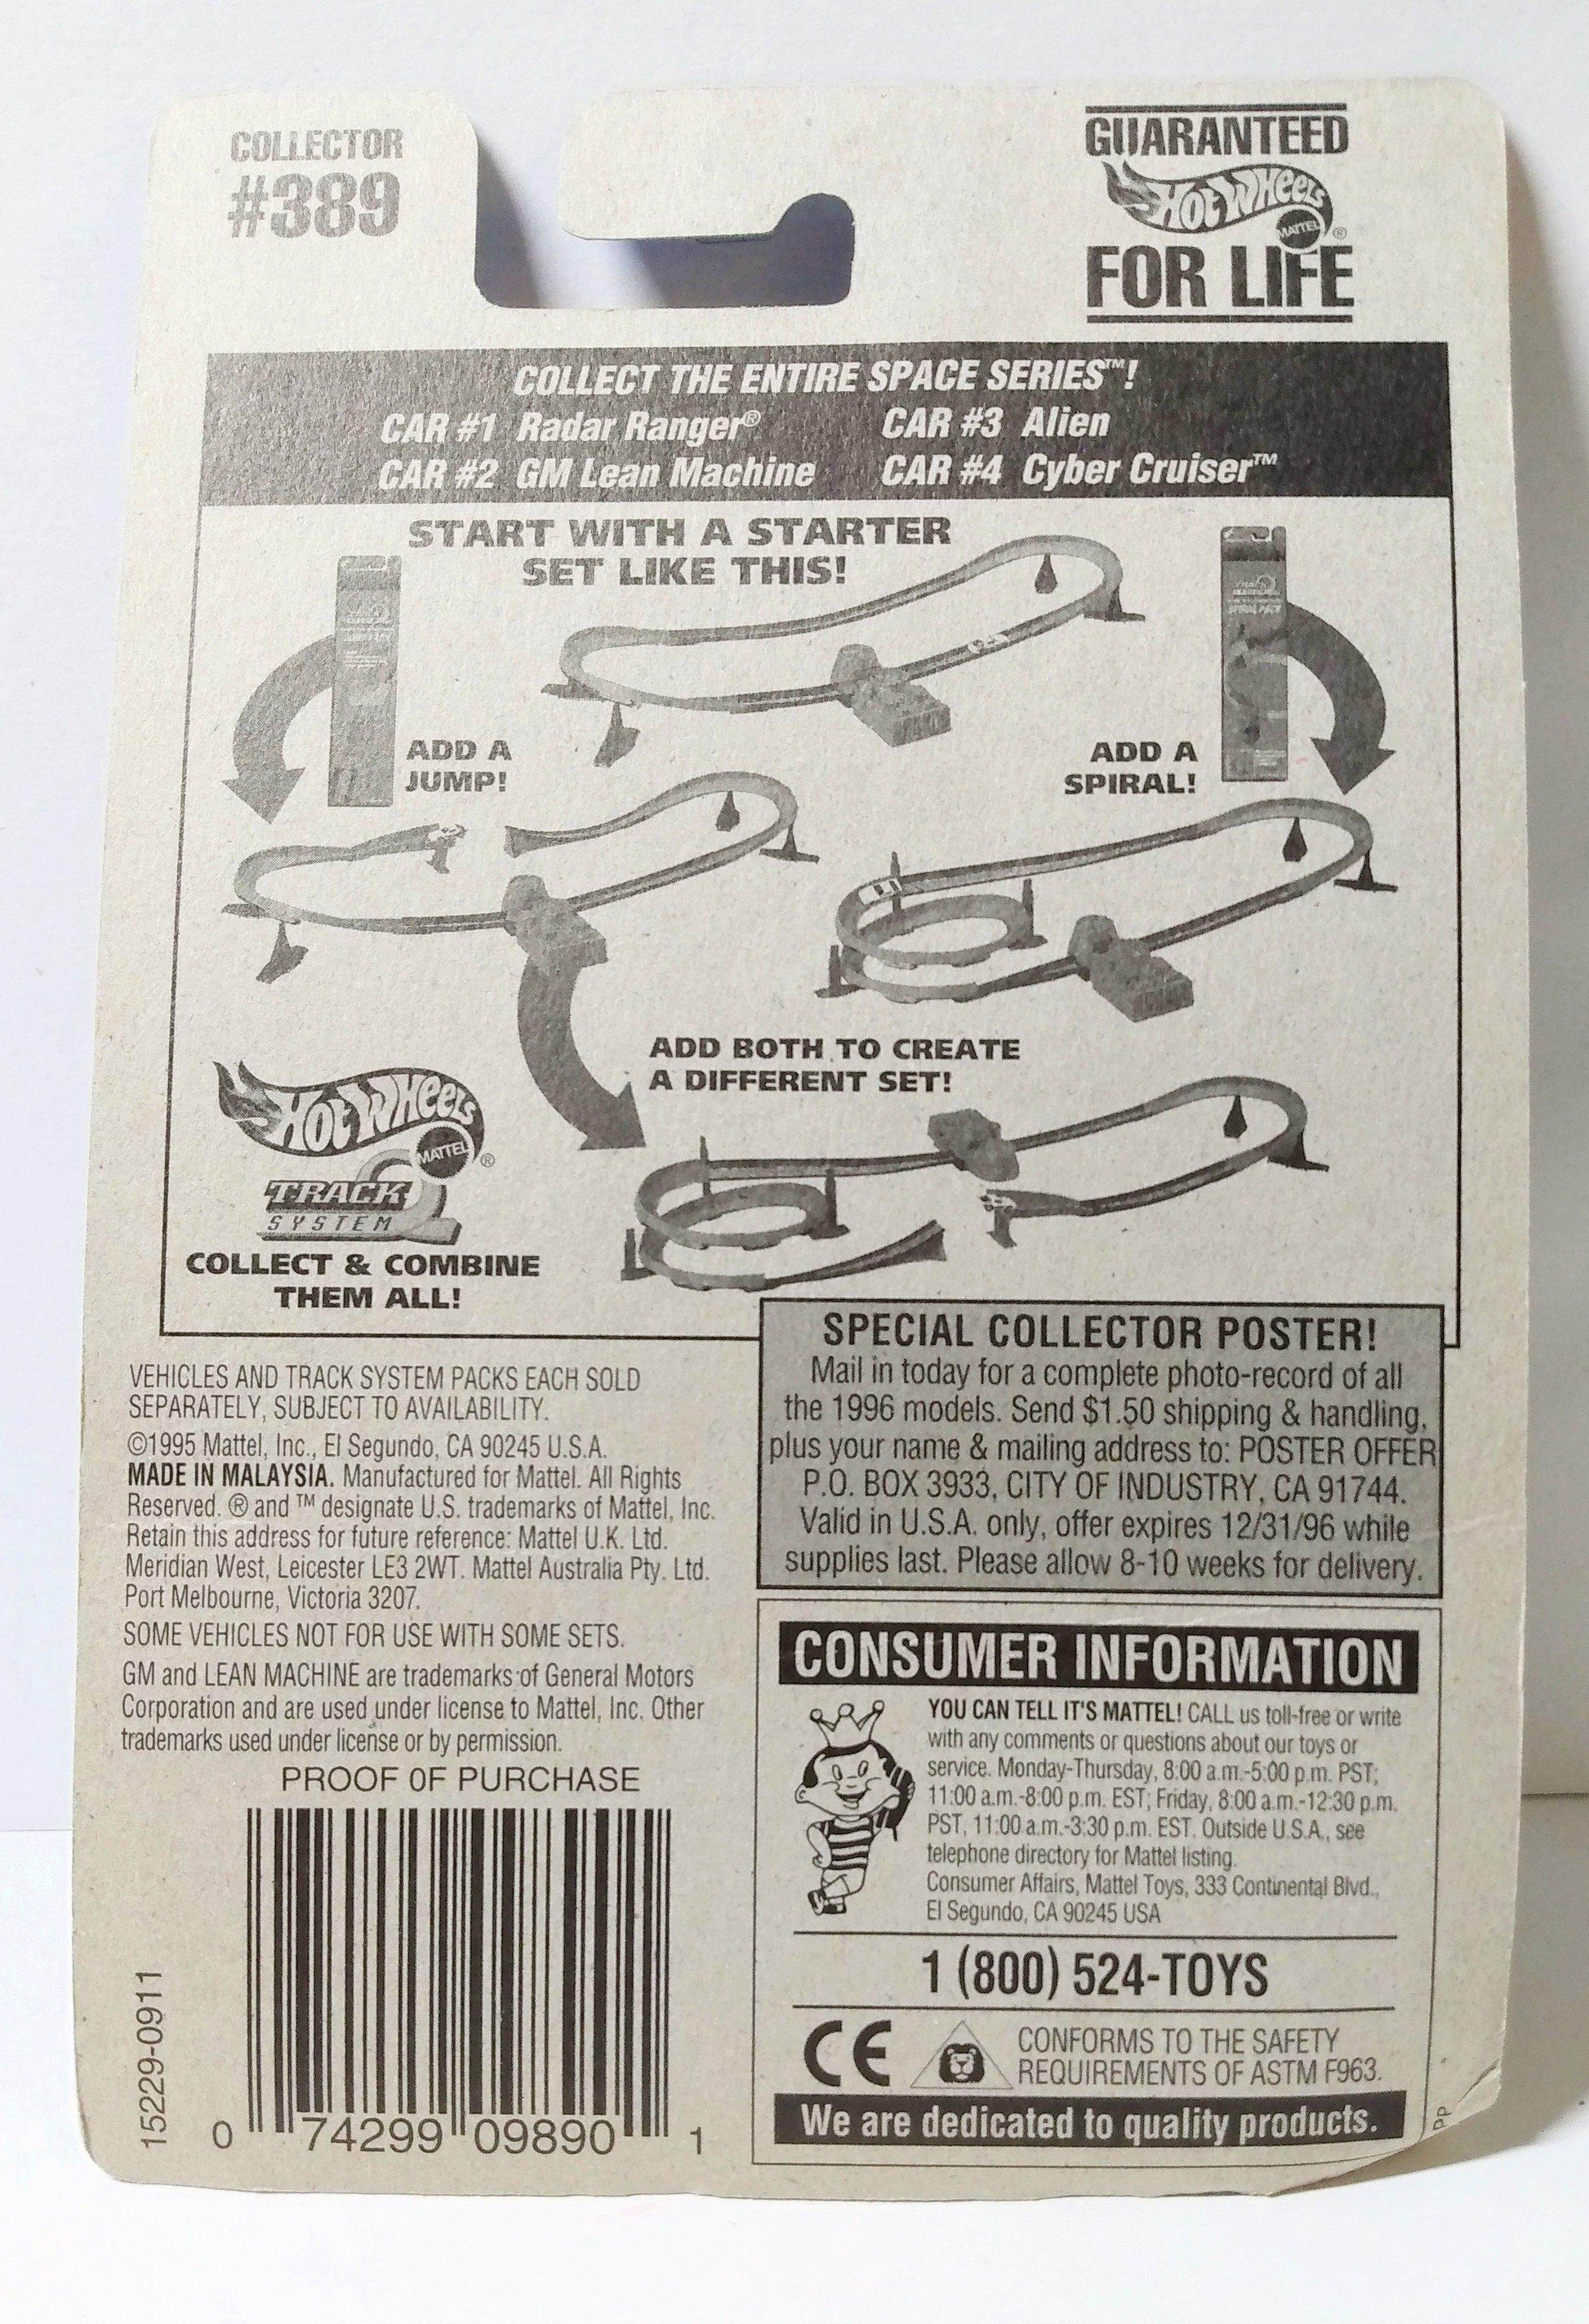 COLLECTOR
#389
GUARANTEED
HOT WHEELS
MATTEL ®
FOR LIFE
COLLECT THE ENTIRE SPACE SERIES™!
CAR #1 Radar Ranger®
CAR #3 Alien
CAR #2 GM Lean Machine
CAR #4 Cyber Cruiser™
START WITH A STARTER
SET LIKE THIS!
SPIRAL PACK
ADD A
JUMP!
ADD A
SPIRAL!
ADD BOTH TO CREATE
A DIFFERENT SET!
HOT WHEELS
MATTEL ®
TRACK
SYSTEM
COLLECT & COMBINE
THEM ALL!
SPECIAL COLLECTOR POSTER!
Mail in today for a complete photo-record of all
the 1996 models. Send $1.50 shipping & handling,
plus your name & mailing address to: POSTER OFFER
P.O. BOX 3933, CITY OF INDUSTRY, CA 91744.
Valid in U.S.A. only, offer expires 12/31/96 while
supplies last. Please allow 8-10 weeks for delivery.
VEHICLES AND TRACK SYSTEM PACKS EACH SOLD
SEPARATELY, SUBJECT TO AVAILABILITY.
©1995 Mattel, Inc., El Segundo, CA 90245 U.S.A.
MADE IN MALAYSIA. Manufactured for Mattel. All Rights
Reserved. ® and ™ designate U.S. trademarks of Mattel, Inc.
Retain this address for future reference: Mattel U.K. Ltd.
Meridian West, Leicester LE3 2WT. Mattel Australia Pty. Ltd.
Port Melbourne, Victoria 3207.
SOME VEHICLES NOT FOR USE WITH SOME SETS.
GM and LEAN MACHINE are trademarks of General Motors
Corporation and are used under license to Mattel, Inc. Other
trademarks used under license or by permission.
PROOF OF PURCHASE
15229-0911
0 74299 09890 1
CONSUMER INFORMATION
YOU CAN TELL IT'S MATTEL! CALL us toll-free or write
with any comments or questions about our toys or
service. Monday-Thursday, 8:00 a.m.-5:00 p.m. PST;
11:00 a.m.-8:00 p.m. EST; Friday, 8:00 a.m.-12:30 p.m.
PST, 11:00 a.m.-3:30 p.m. EST. Outside U.S.A., see
telephone directory for Mattel listing.
Consumer Affairs, Mattel Toys, 333 Continental Blvd.,
El Segundo, CA 90245 USA
1 (800) 524-TOYS
CE
CONFORMS TO THE SAFETY
REQUIREMENTS OF ASTM F963.
We are dedicated to quality products.
PP